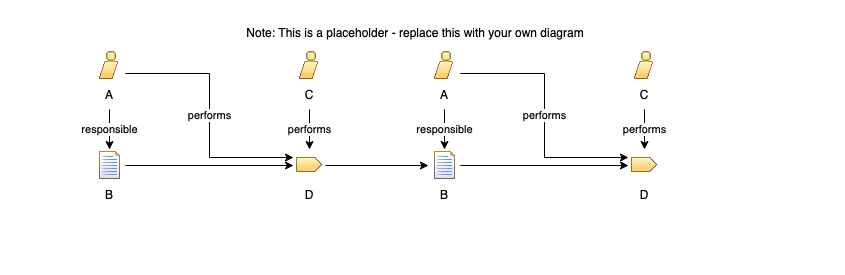 Note: This is a placeholder - replace this with your own diagram
A
C
A
C
performs
performs
responsible
performs
responsible
performs
B
D
B
D